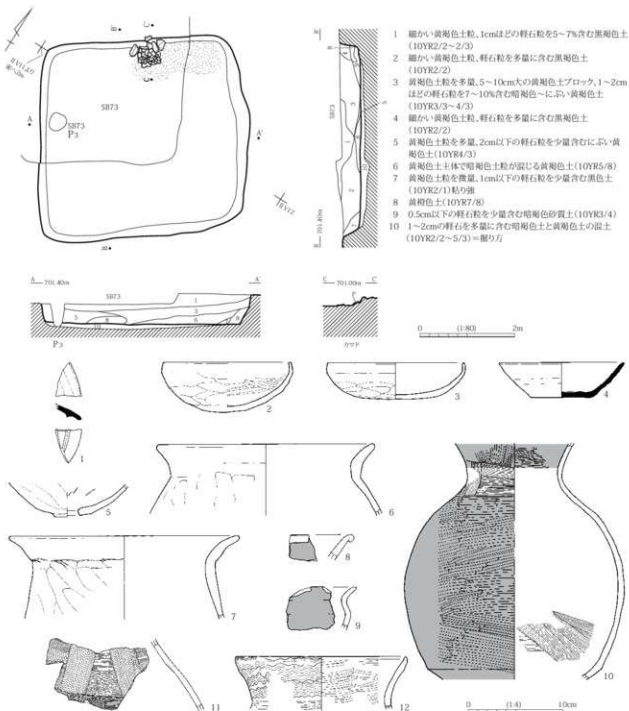 SB73
SB73
P3
A
A'
B
B
C
C
SB73
701.40m
1 細かい黄褐色土粒、1cmほどの軽石粒を5~7%含む黒褐色土
(10YR2/2~2/3)
2 細かい黄褐色土粒、軽石粒を多量に含む黒褐色土
(10YR2/2)
3 黄褐色土粒を多量、5~10cm大の黄褐色土ブロック、1~2cm
ほどの軽石粒を7~10%含む暗褐色~にぶい黄褐色土
(10YR3/3~4/3)
4 細かい黄褐色土粒、軽石粒を多量に含む黒褐色土
(10YR2/2)
5 黄褐色土粒を多量、2cm以下の軽石粒を少量含むにぶい黄
褐色土(10YR4/3)
6 黄褐色土主体で暗褐色土粒が混じる黄褐色土(10YR5/8)
7 黄褐色土粒を微量、1cm以下の軽石粒を少量含む黒色土
(10YR2/1)粘り強
8 黄橙色土(10YR7/8)
9 0.5cm以下の軽石粒を少量含む暗褐色砂質土(10YR3/4)
10 1~2cmの軽石を多量に含む暗褐色土と黄褐色土の混土
(10YR2/2~5/3)=掘り方
A 701.40m A'
SB73
1
3
5
8
6
P3
C 701.00m C'
カマド
0 (1:80) 2m
1
2
3
4
5
6
7
8
9
10
11
12
0 (1:4) 10cm